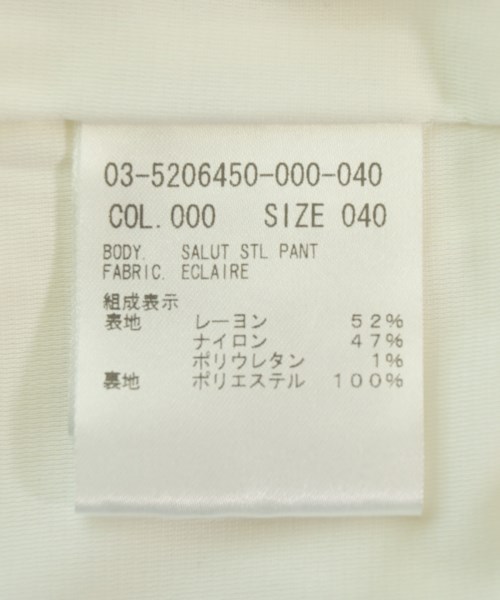 03-5206450-000-040
COL. 000 SIZE 040
BODY. SALUT STL PANT
FABRIC. ECLAIRE
組成表示
表地 レーヨン 52%
ナイロン 47%
ポリウレタン 1%
裏地 ポリエステル 100%